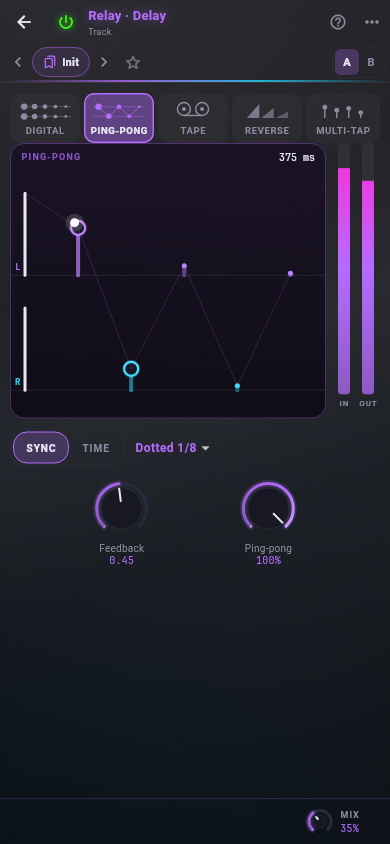 Relay · Delay
Track
Init
A B
DIGITAL PING-PONG TAPE REVERSE MULTI-TAP
PING-PONG 375 ms
L
R
IN OUT
SYNC TIME Dotted 1/8
Feedback Ping-pong
0.45 100%
MIX
35%